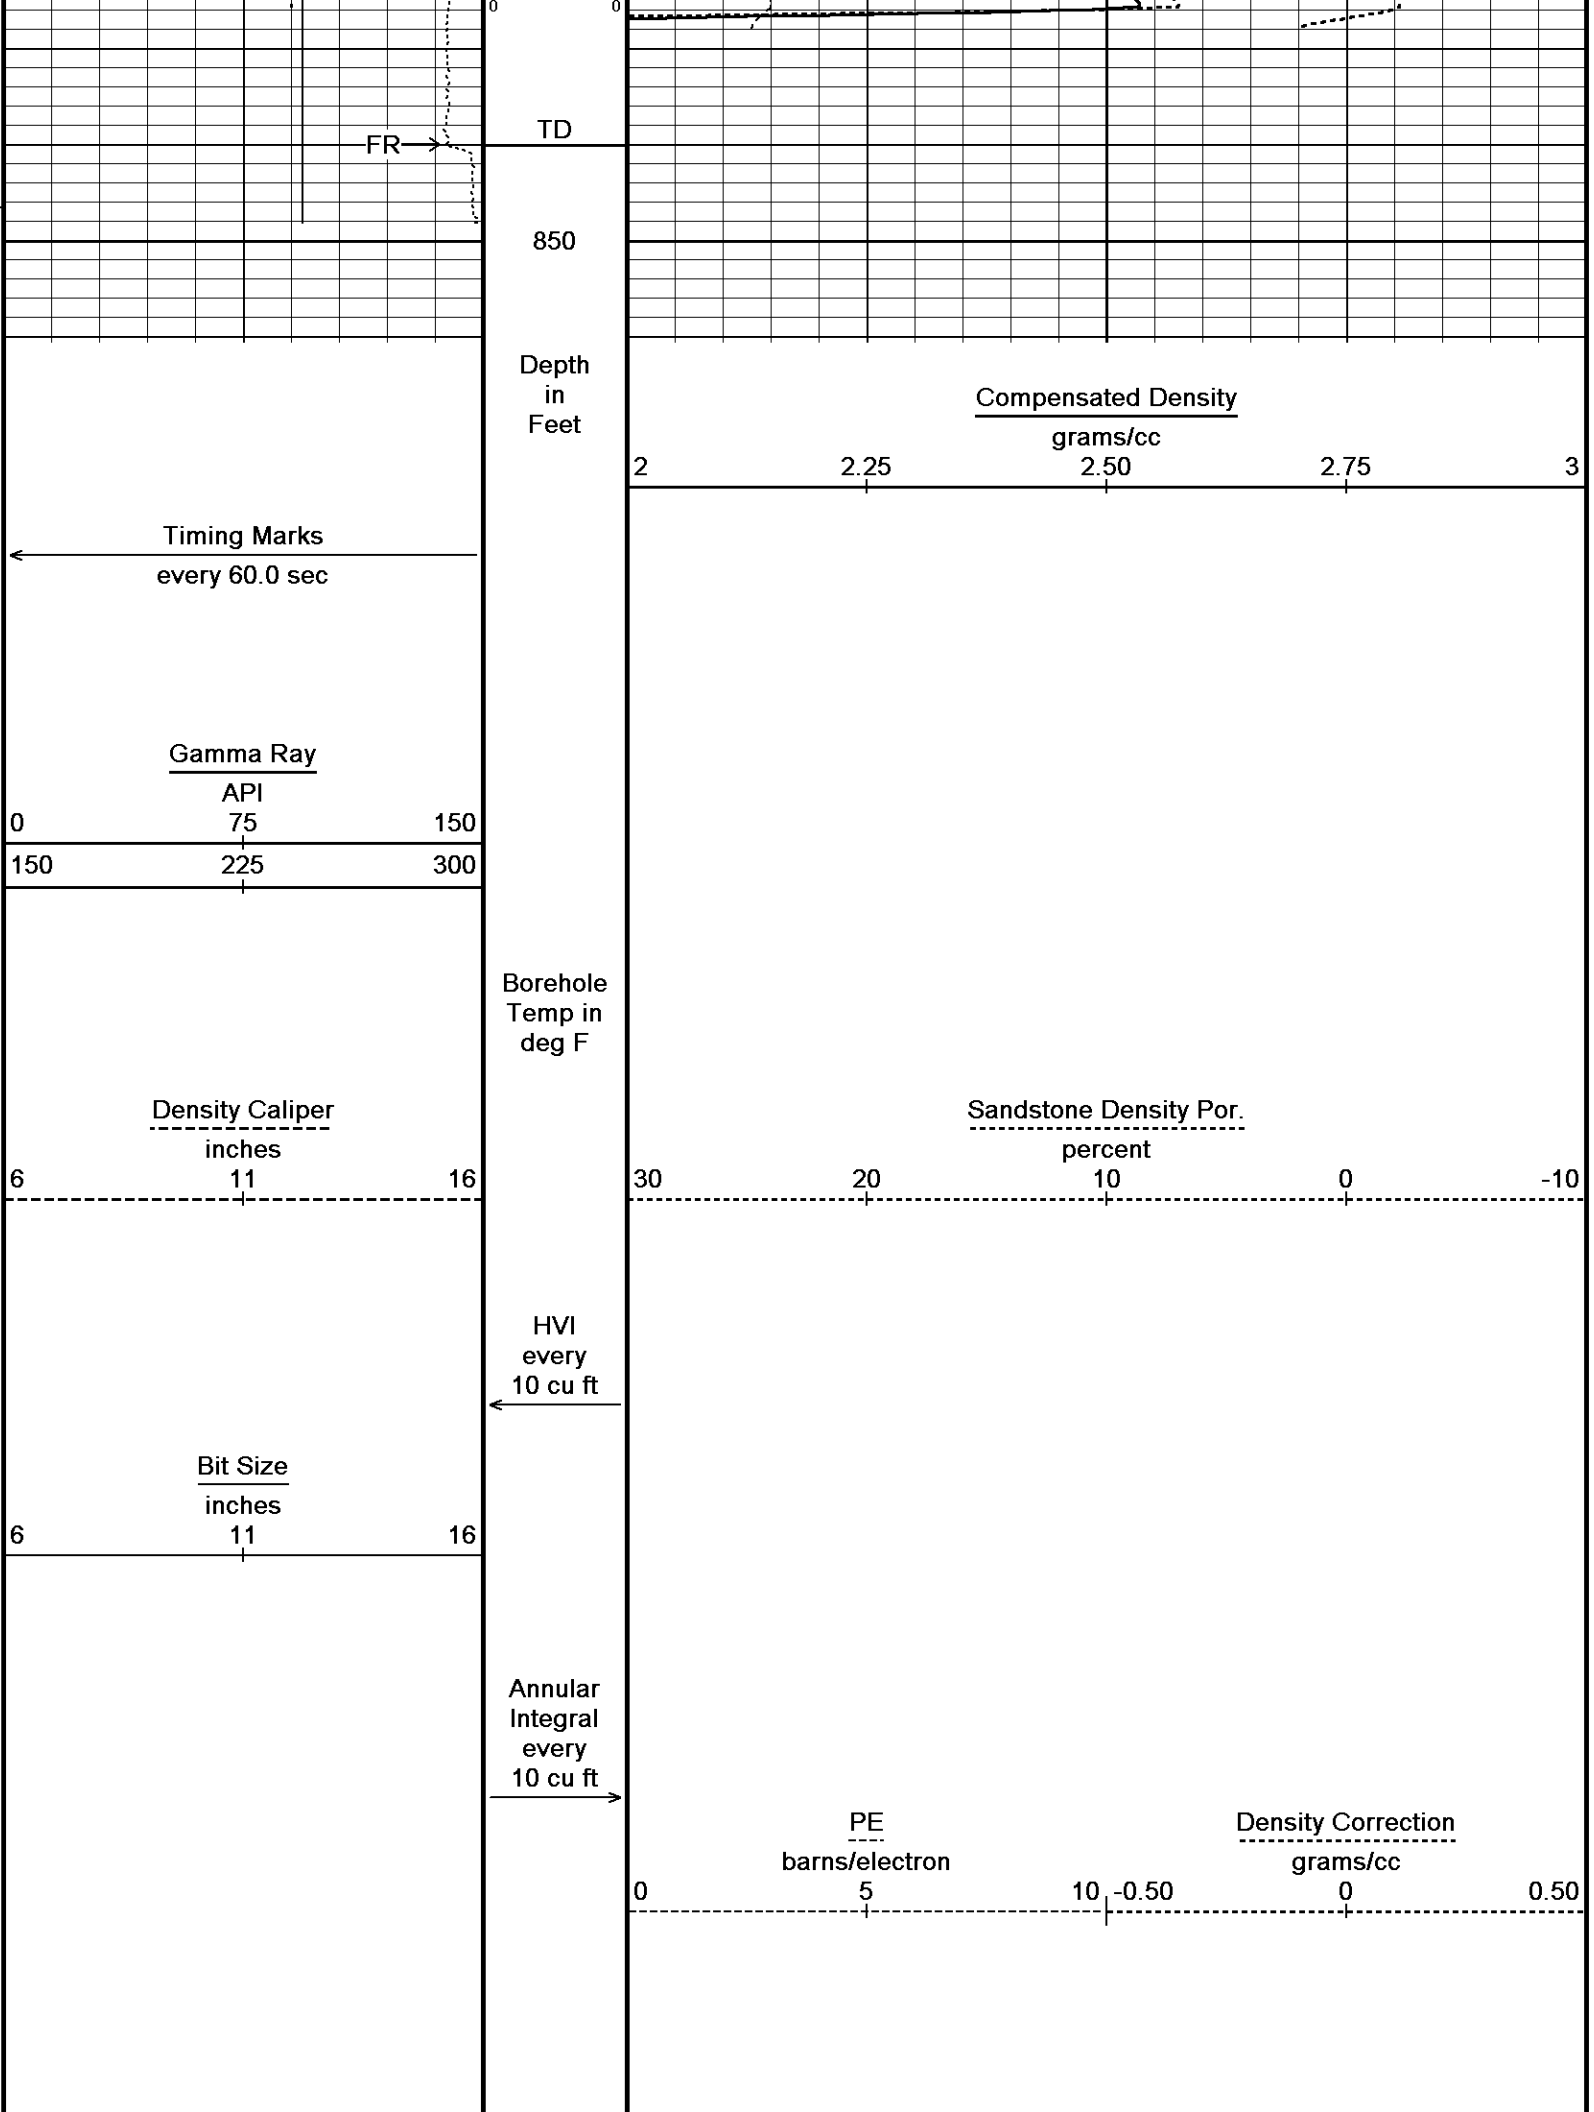 0 0
TD
FR
850
Depth
in
Feet
Compensated Density
grams/cc
2 2.25 2.50 2.75 3
Timing Marks
every 60.0 sec
Gamma Ray
API
0 75 150
150 225 300
Borehole
Temp in
deg F
Density Caliper
inches
6 11 16
Sandstone Density Por.
percent
30 20 10 0 -10
HVI
every
10 cu ft
Bit Size
inches
6 11 16
Annular
Integral
every
10 cu ft
PE
barns/electron
0 5 10
Density Correction
grams/cc
-0.50 0 0.50